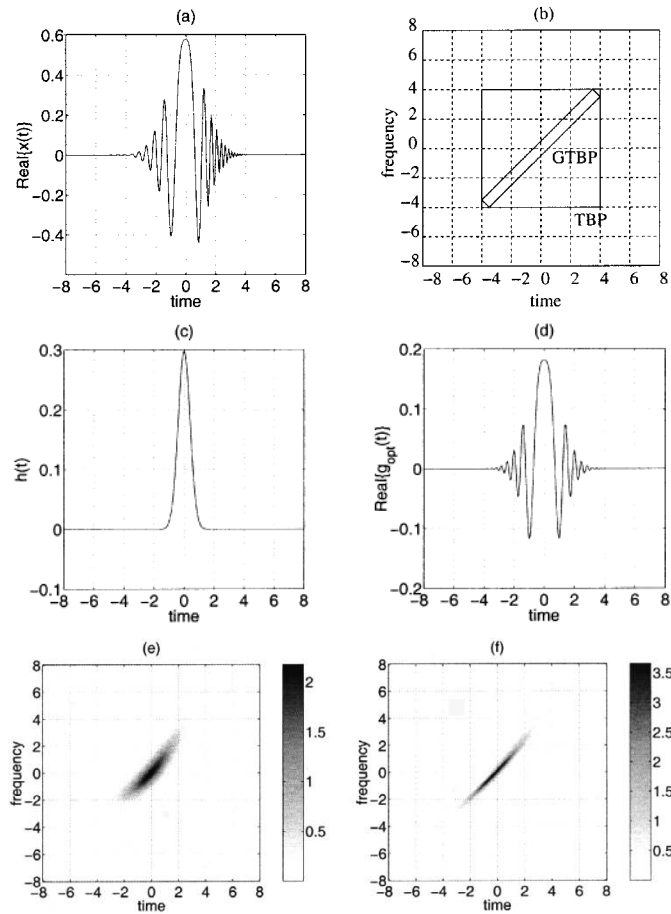 (a)
0.6
0.4
0.2
0
-0.2
-0.4
Real{x(t)}
-8 -6 -4 -2 0 2 4 6 8
time
(b)
8
6
4
2
0
-2
-4
-6
-8
frequency
GTBP
TBP
-8 -6 -4 -2 0 2 4 6 8
time
(c)
0.3
0.2
0.1
0
-0.1
h(t)
-8 -6 -4 -2 0 2 4 6 8
time
(d)
0.2
0.1
0
-0.1
-0.2
Real{g_opt(t)}
-8 -6 -4 -2 0 2 4 6 8
time
(e)
8
6
4
2
0
-2
-4
-6
-8
frequency
-8 -6 -4 -2 0 2 4 6 8
time
2
1.5
1
0.5
(f)
8
6
4
2
0
-2
-4
-6
-8
frequency
-8 -6 -4 -2 0 2 4 6 8
time
3.5
3
2.5
2
1.5
1
0.5